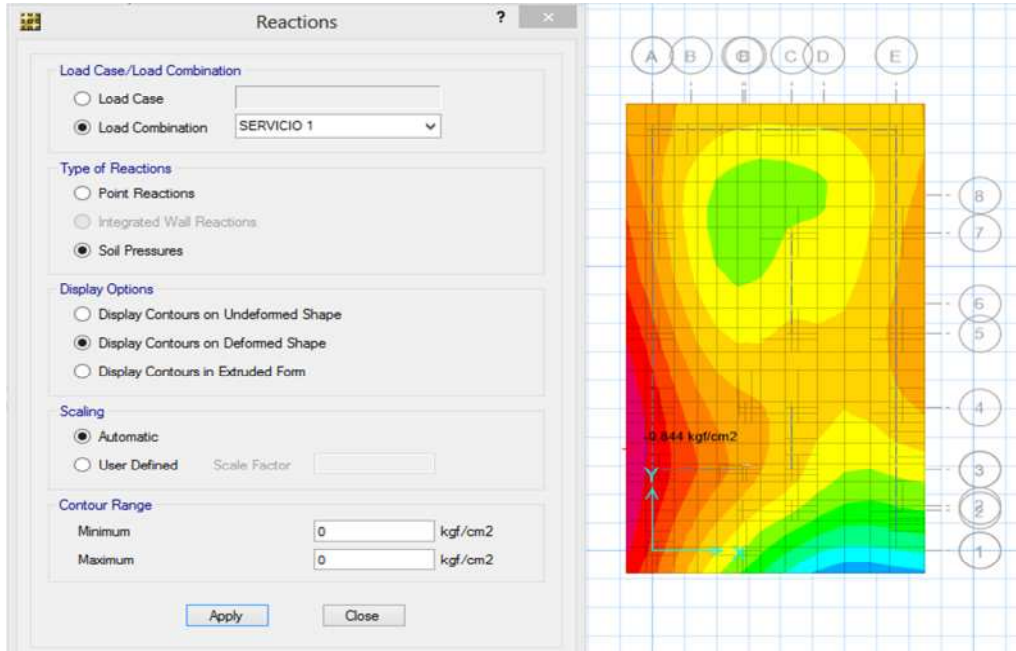 Reactions
?
Load Case/Load Combination
Load Case
Load Combination
SERVICIO 1
Type of Reactions
Point Reactions
Integrated Wall Reactions
Soil Pressures
Display Options
Display Contours on Undeformed Shape
Display Contours on Deformed Shape
Display Contours in Extruded Form
Scaling
Automatic
User Defined
Scale Factor
Contour Range
Minimum
0
kgf/cm2
Maximum
0
kgf/cm2
Apply
Close
A B C D E
8
7
6
5
4
-0.844 kgf/cm2
3
Y
2
1
X